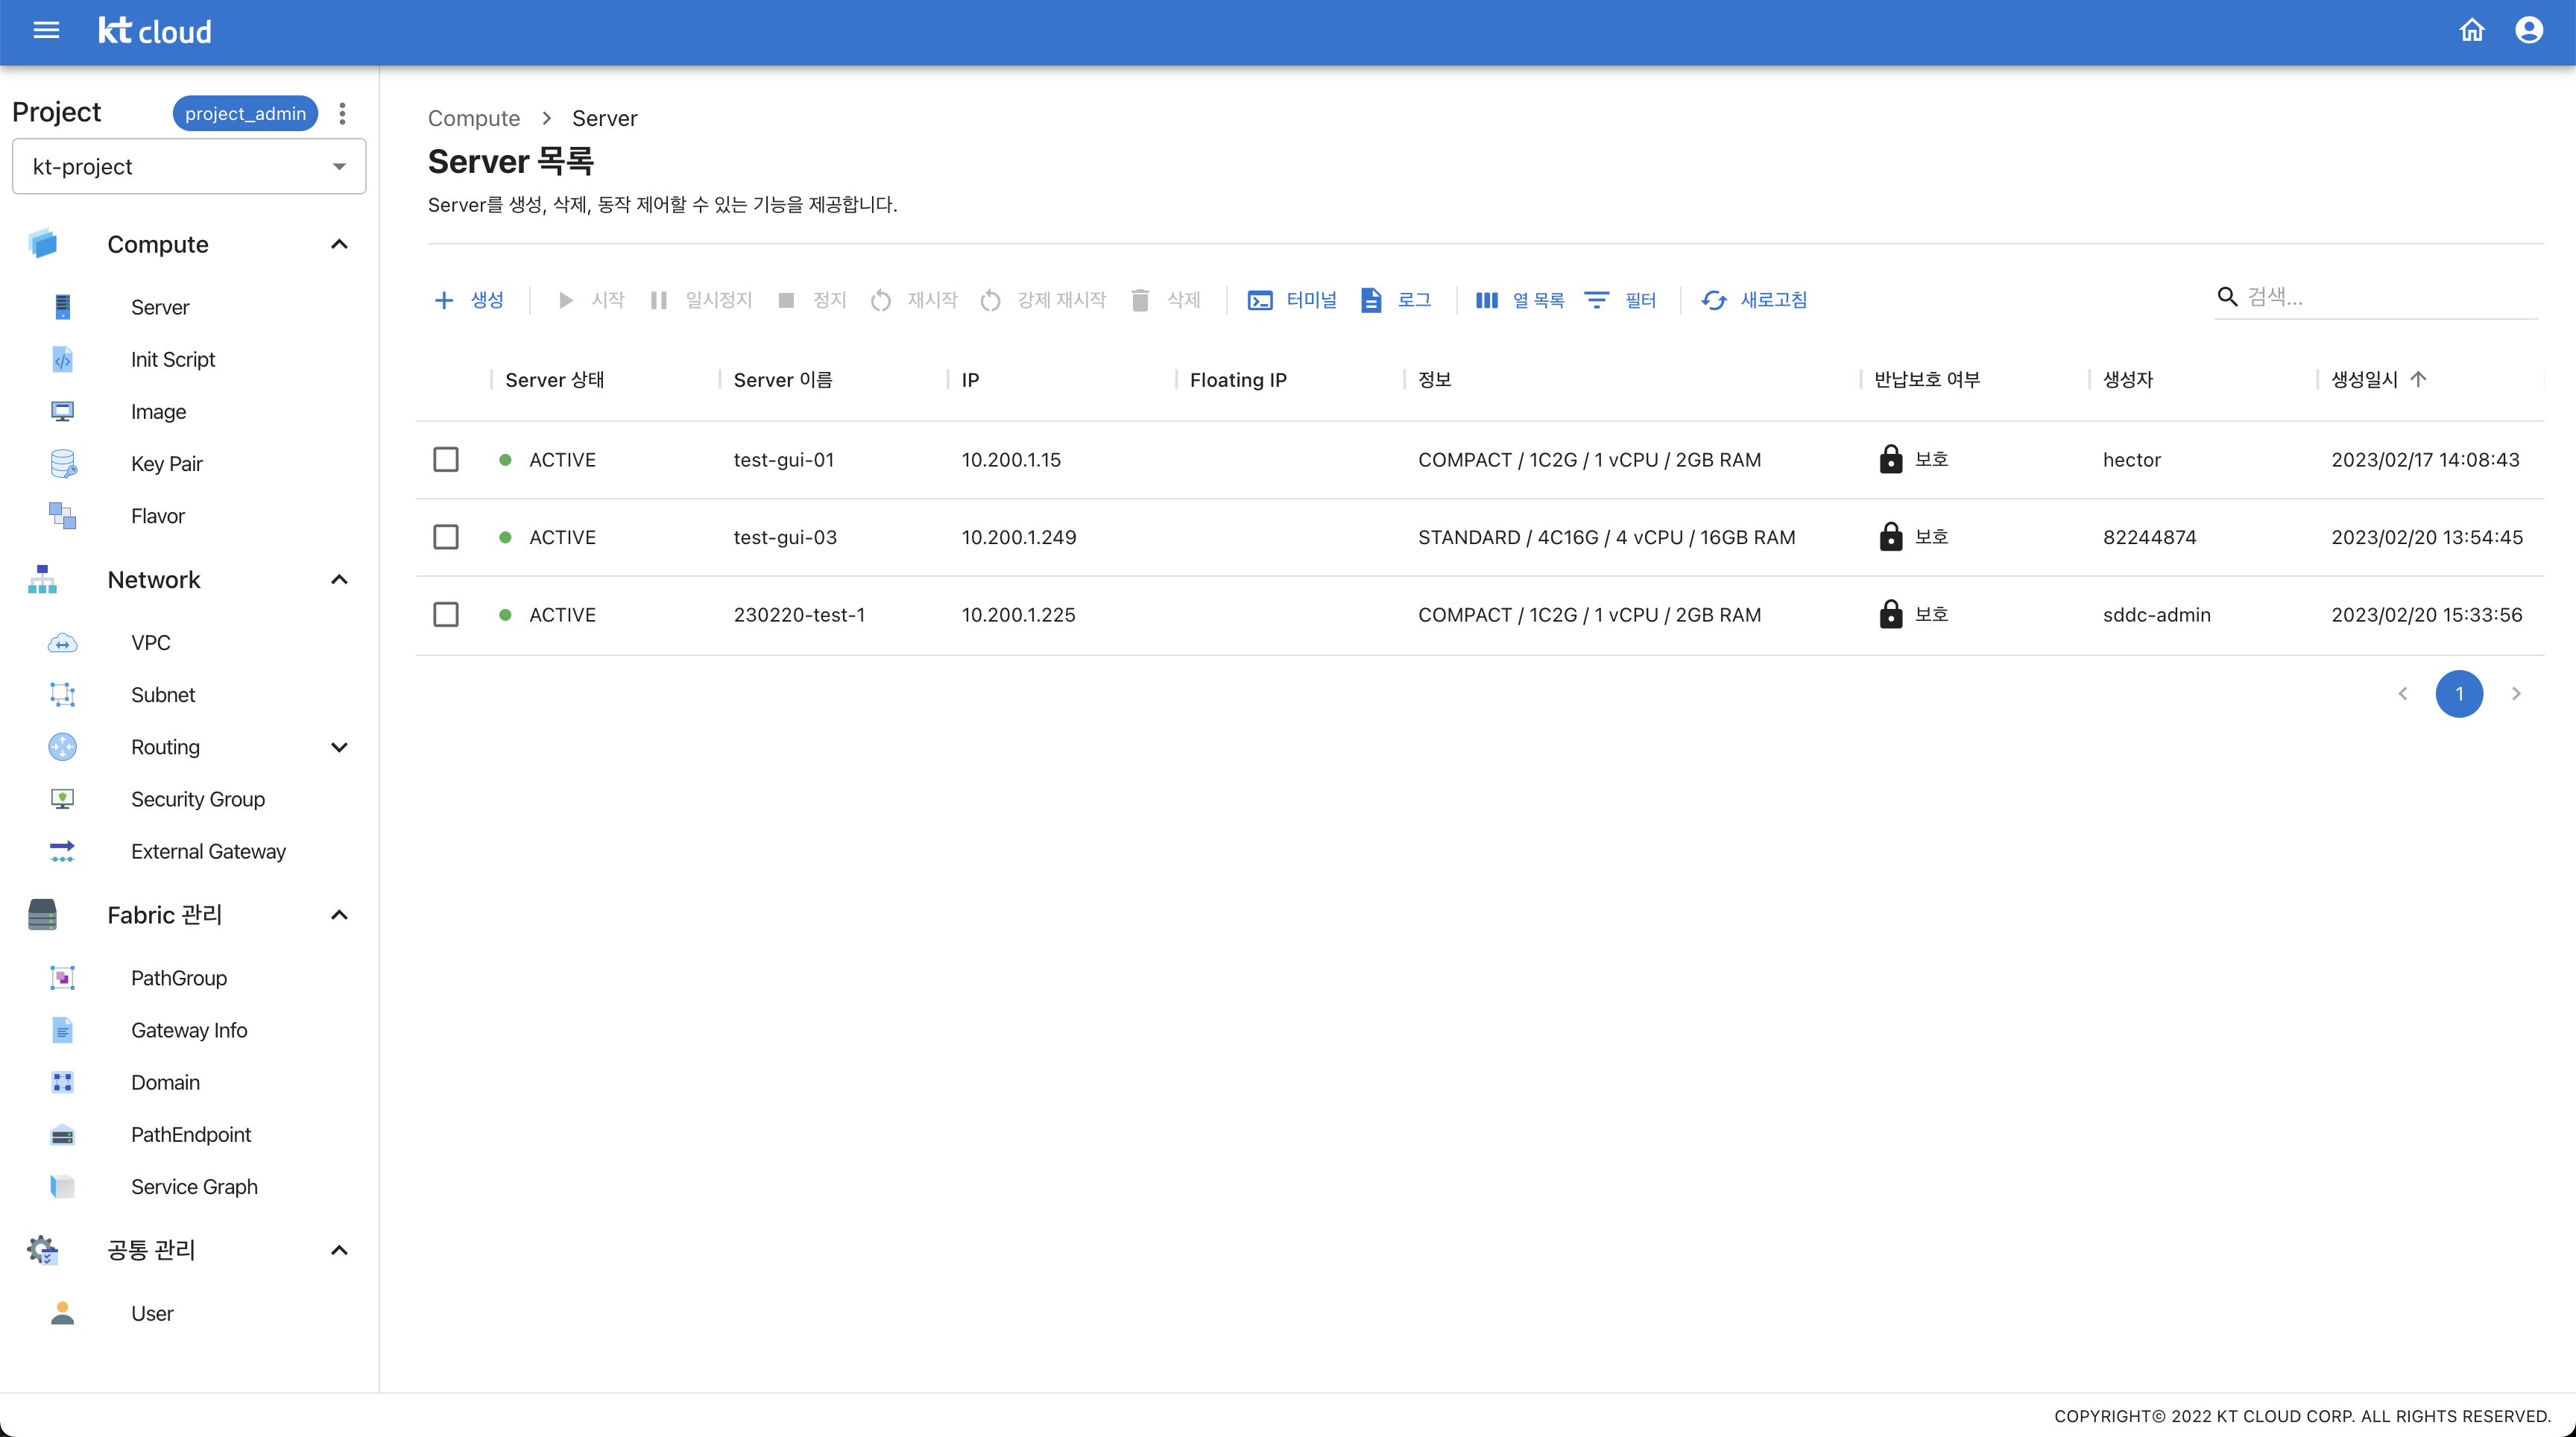 kt cloud
Project project_admin
kt-project
Compute
Server
Init Script
Image
Key Pair
Flavor
Network
VPC
Subnet
Routing
Security Group
External Gateway
Fabric 관리
PathGroup
Gateway Info
Domain
PathEndpoint
Service Graph
공통 관리
User
Compute > Server
Server 목록
Server를 생성, 삭제, 동작 제어할 수 있는 기능을 제공합니다.
생성 시작 일시정지 정지 재시작 강제 재시작 삭제 터미널 로그 열 목록 필터 새로고침 검색...
Server 상태 Server 이름 IP Floating IP 정보 반납보호 여부 생성자 생성일시
ACTIVE test-gui-01 10.200.1.15 COMPACT / 1C2G / 1 vCPU / 2GB RAM 보호 hector 2023/02/17 14:08:43
ACTIVE test-gui-03 10.200.1.249 STANDARD / 4C16G / 4 vCPU / 16GB RAM 보호 82244874 2023/02/20 13:54:45
ACTIVE 230220-test-1 10.200.1.225 COMPACT / 1C2G / 1 vCPU / 2GB RAM 보호 sddc-admin 2023/02/20 15:33:56
1
COPYRIGHT© 2022 KT CLOUD CORP. ALL RIGHTS RESERVED.